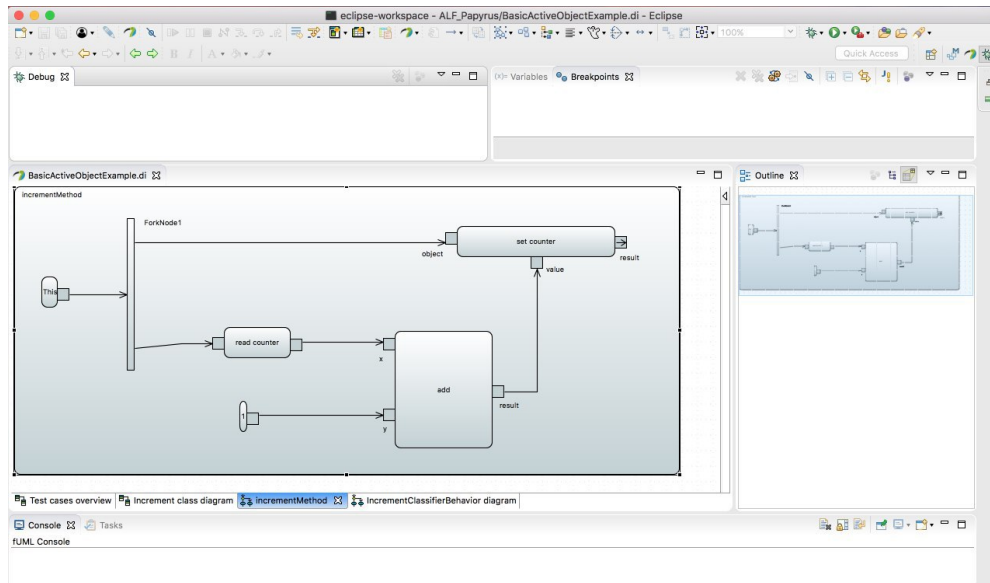 eclipse-workspace - ALF_Papyrus/BasicActiveObjectExample.di - Eclipse
100%
Quick Access
Debug
(x)= Variables
Breakpoints
BasicActiveObjectExample.di
Outline
incrementMethod
ForkNode1
set counter
object
result
value
This
read counter
x
add
result
1
y
Test cases overview
Increment class diagram
incrementMethod
IncrementClassifierBehavior diagram
Console
Tasks
fUML Console